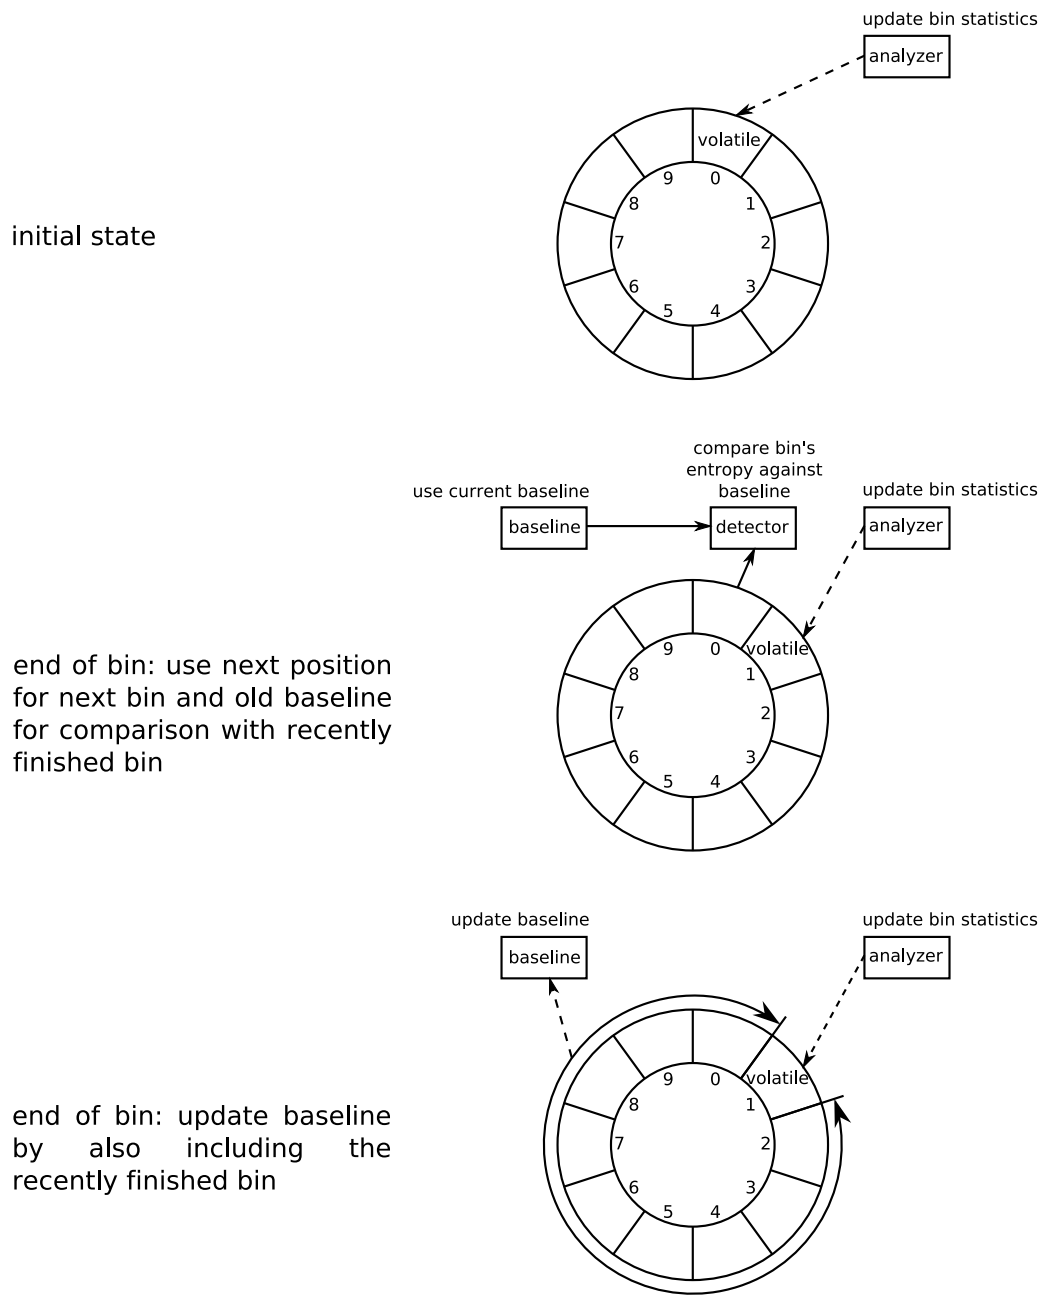 update bin statistics
analyzer
volatile
9 0
8 1
initial state
7 2
6 3
5 4
compare bin's
entropy against
use current baseline baseline update bin statistics
baseline detector analyzer
9 0 volatile
8 1
end of bin: use next position
for next bin and old baseline
7 2
for comparison with recently
finished bin
6 3
5 4
update baseline update bin statistics
baseline analyzer
9 0 volatile
8 1
end of bin: update baseline
by also including the
7 2
recently finished bin
6 3
5 4